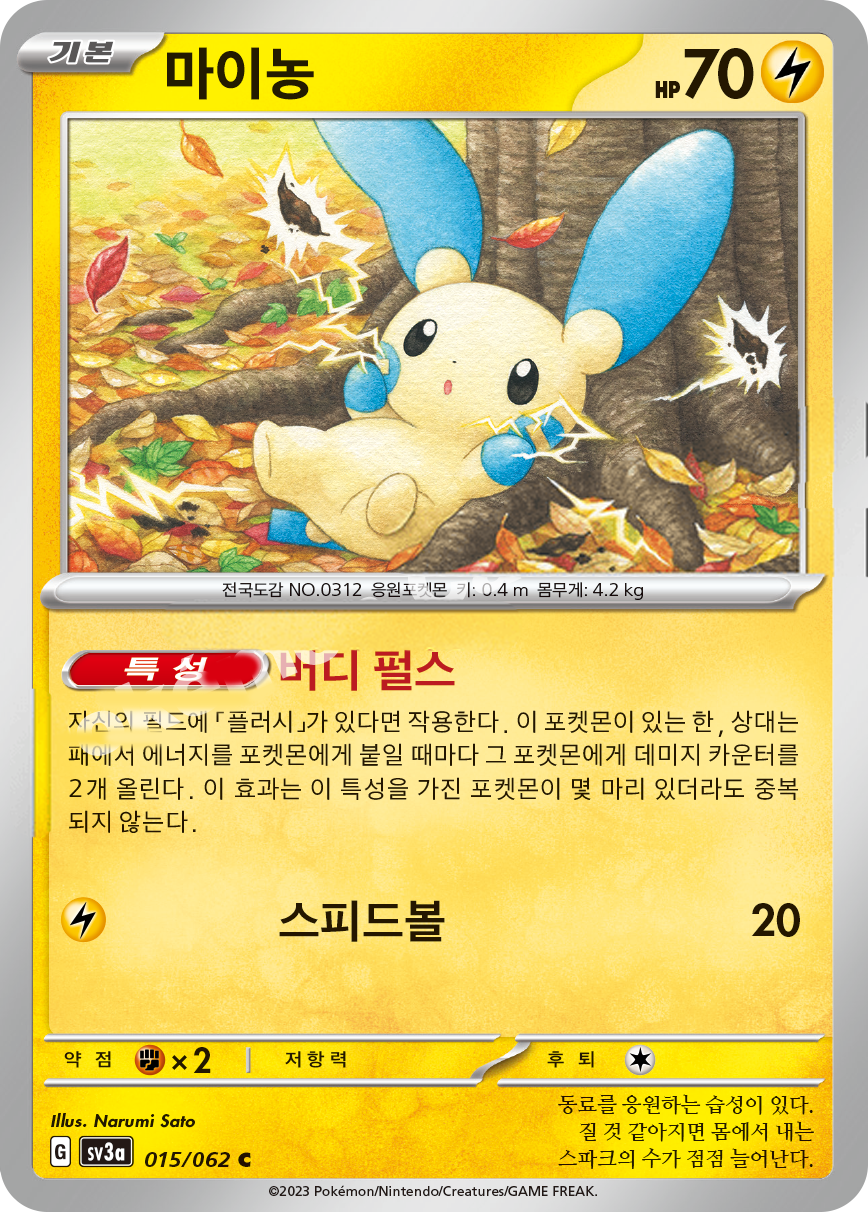 기본 마이농 HP 70
전국도감 NO.0312 응원포켓몬 키: 0.4 m 몸무게: 4.2 kg
특성 버디 펄스
자신의 필드에 「플러시」가 있다면 작용한다. 이 포켓몬이 있는 한, 상대는
패에서 에너지를 포켓몬에게 붙일 때마다 그 포켓몬에게 데미지 카운터를
2개 올린다. 이 효과는 이 특성을 가진 포켓몬이 몇 마리 있더라도 중복
되지 않는다.
스피드볼 20
약점 ×2 저항력 후퇴
Illus. Narumi Sato
G sv3a 015/062 C
동료를 응원하는 습성이 있다.
질 것 같아지면 몸에서 내는
스파크의 수가 점점 늘어난다.
©2023 Pokémon/Nintendo/Creatures/GAME FREAK.